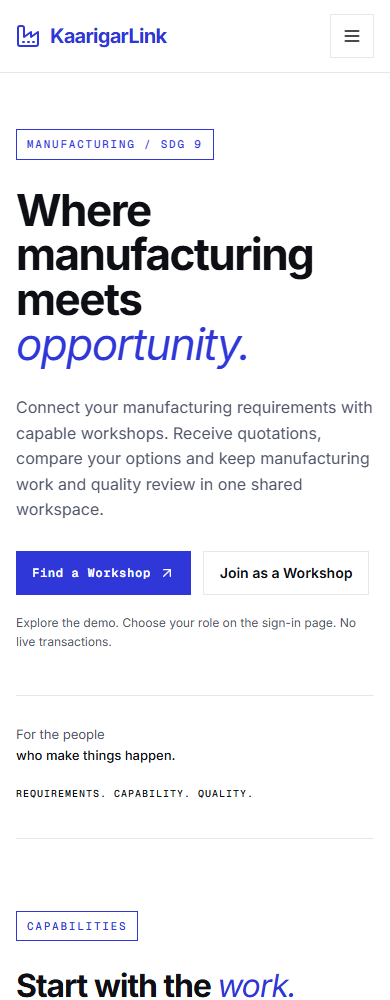 KaarigarLink
MANUFACTURING / SDG 9
Where
manufacturing
meets
opportunity.
Connect your manufacturing requirements with
capable workshops. Receive quotations,
compare your options and keep manufacturing
work and quality review in one shared
workspace.
Find a Workshop
Join as a Workshop
Explore the demo. Choose your role on the sign-in page. No
live transactions.
For the people
who make things happen.
REQUIREMENTS. CAPABILITY. QUALITY.
CAPABILITIES
Start with the work.